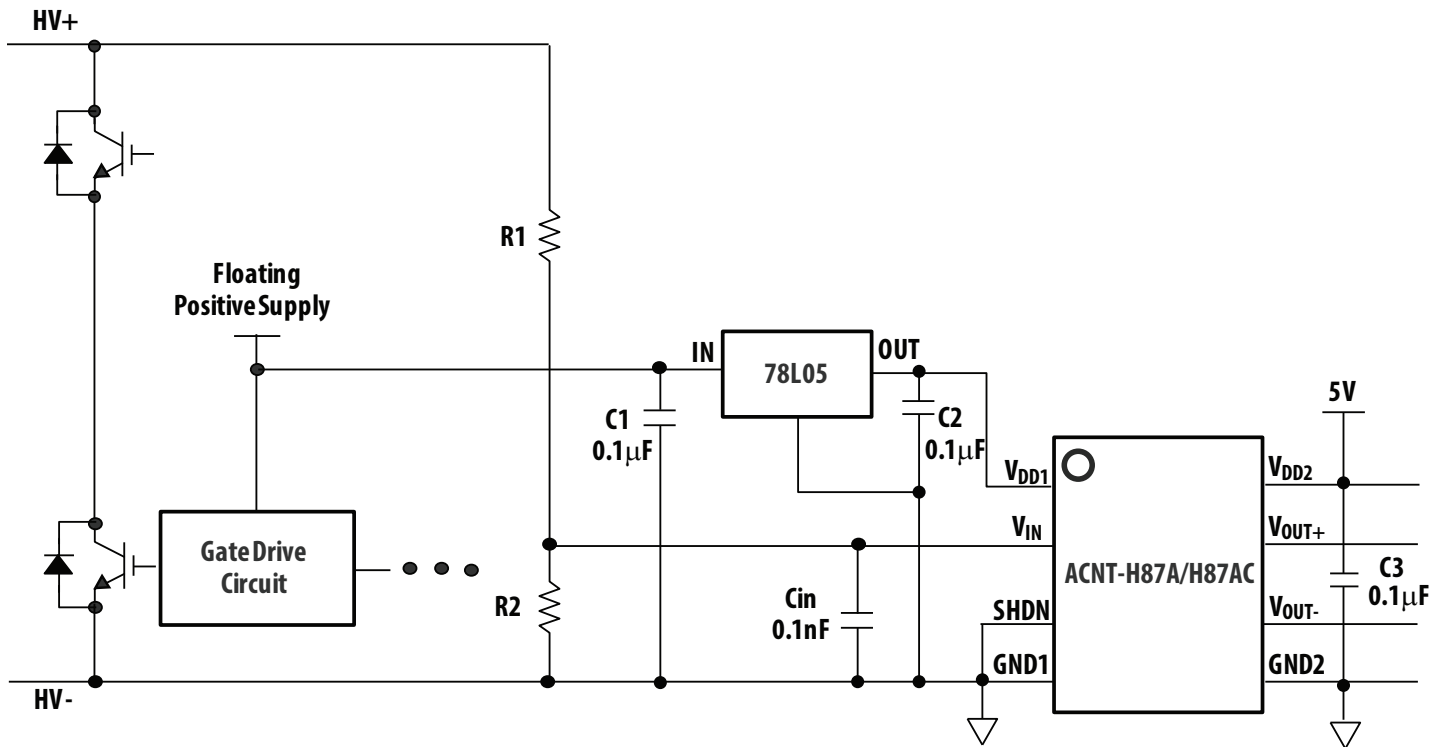 HV+
R1
Floating
Positive Supply
IN
78L05
OUT
C1
0.1μF
C2
0.1μF
5V
VDD1
VDD2
VIN
VOUT+
Gate Drive
Circuit
ACNT-H87A/H87AC
C3
0.1μF
R2
Cin
0.1nF
SHDN
VOUT-
GND1
GND2
HV-